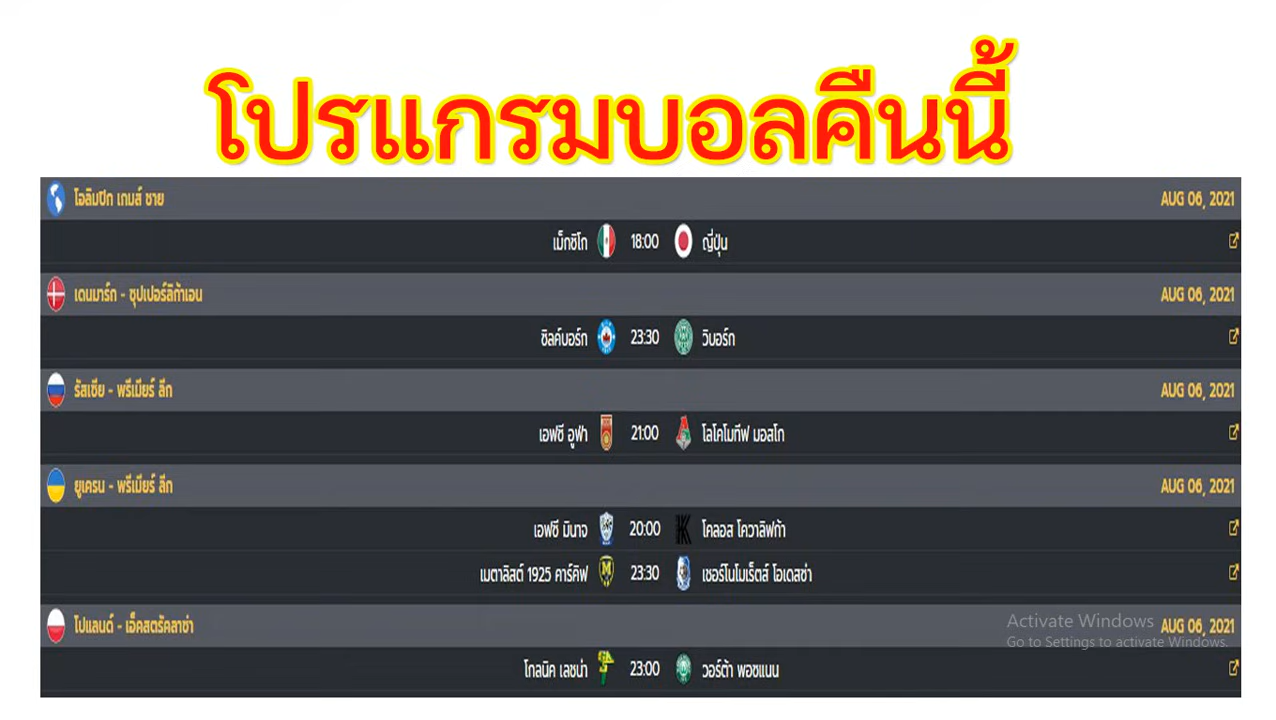 โปรแกรมบอลคืนนี้
โอลิมปิก เกมส์ ชาย AUG 06, 2021
เม็กซิโก 18:00 ญี่ปุ่น
เดนมาร์ก - ซุปเปอร์ลีก้าเอน AUG 06, 2021
ซิลค์บอร์ก 23:30 วิบอร์ก
รัสเซีย - พรีเมียร์ ลีก AUG 06, 2021
เอฟซี อูฟ่า 21:00 โลโคโมทีฟ มอสโก
ยูเครน - พรีเมียร์ ลีก AUG 06, 2021
เอฟซี มินาจ 20:00 โคลอส โควาลิฟก้า
เมตาลิสต์ 1925 คาร์คิฟ 23:30 เชอร์โนโมเร็ตส์ โอเดสซ่า
โปแลนด์ - เอ็คสตรัคลาซ่า AUG 06, 2021
Activate Windows
Go to Settings to activate Windows.
โกลนิค เลชน่า 23:00 วอร์ต้า พอซแนน